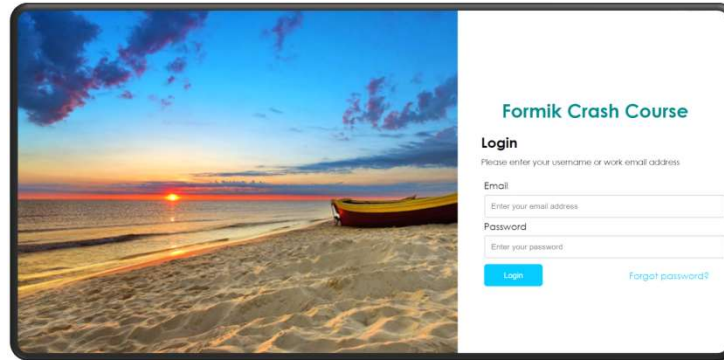 Formik Crash Course
Login
Please enter your username or work email address
Email
Enter your email address
Password
Enter your password
Login Forgot password?